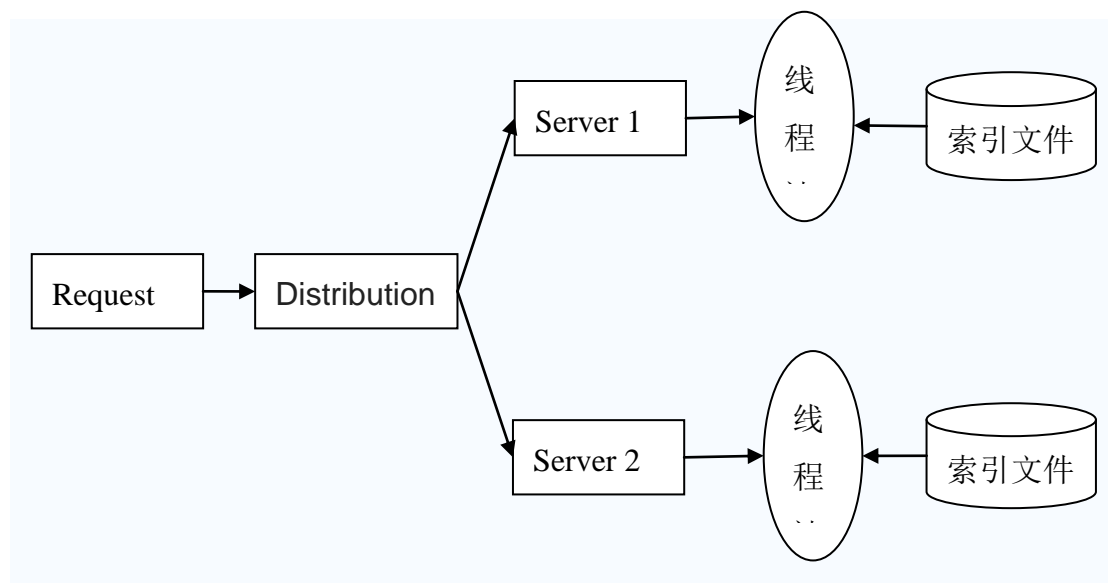 Request
Distribution
Server 1
线
程
索引文件
Server 2
线
程
索引文件